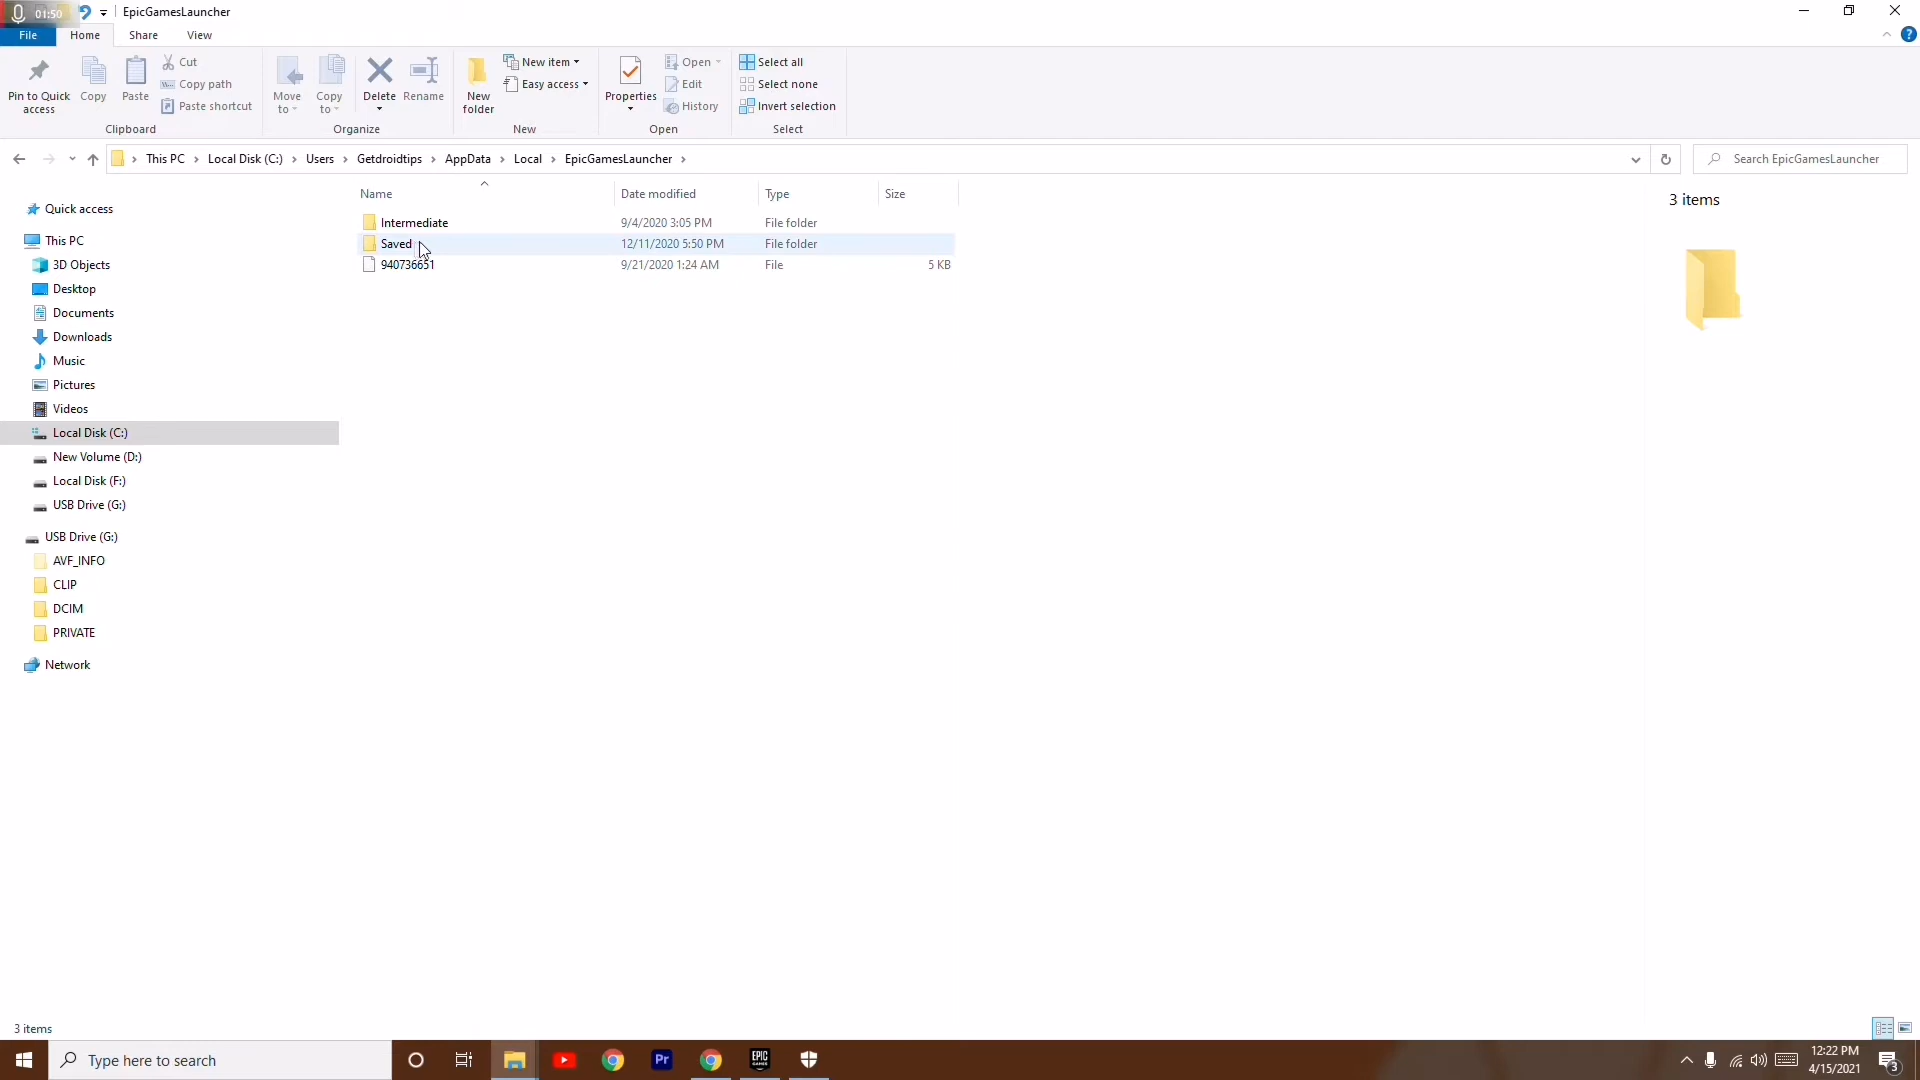 01:50
EpicGamesLauncher
File
Home
Share
View
Pin to Quick access
Copy
Paste
Cut
Copy path
Paste shortcut
Clipboard
Move to
Copy to
Delete
Rename
Organize
New folder
New item
Easy access
New
Properties
Open
Edit
History
Open
Select all
Select none
Invert selection
Select
This PC > Local Disk (C:) > Users > Getdroidtips > AppData > Local > EpicGamesLauncher >
Search EpicGamesLauncher
Name Date modified Type Size
Intermediate 9/4/2020 3:05 PM File folder
Saved 12/11/2020 5:50 PM File folder
940736651 9/21/2020 1:24 AM File 5 KB
3 items
Quick access
This PC
3D Objects
Desktop
Documents
Downloads
Music
Pictures
Videos
Local Disk (C:)
New Volume (D:)
Local Disk (F:)
USB Drive (G:)
USB Drive (G:)
AVF_INFO
CLIP
DCIM
PRIVATE
Network
3 items
Type here to search
Pr
EPIC
GAMES
12:22 PM
4/15/2021
3